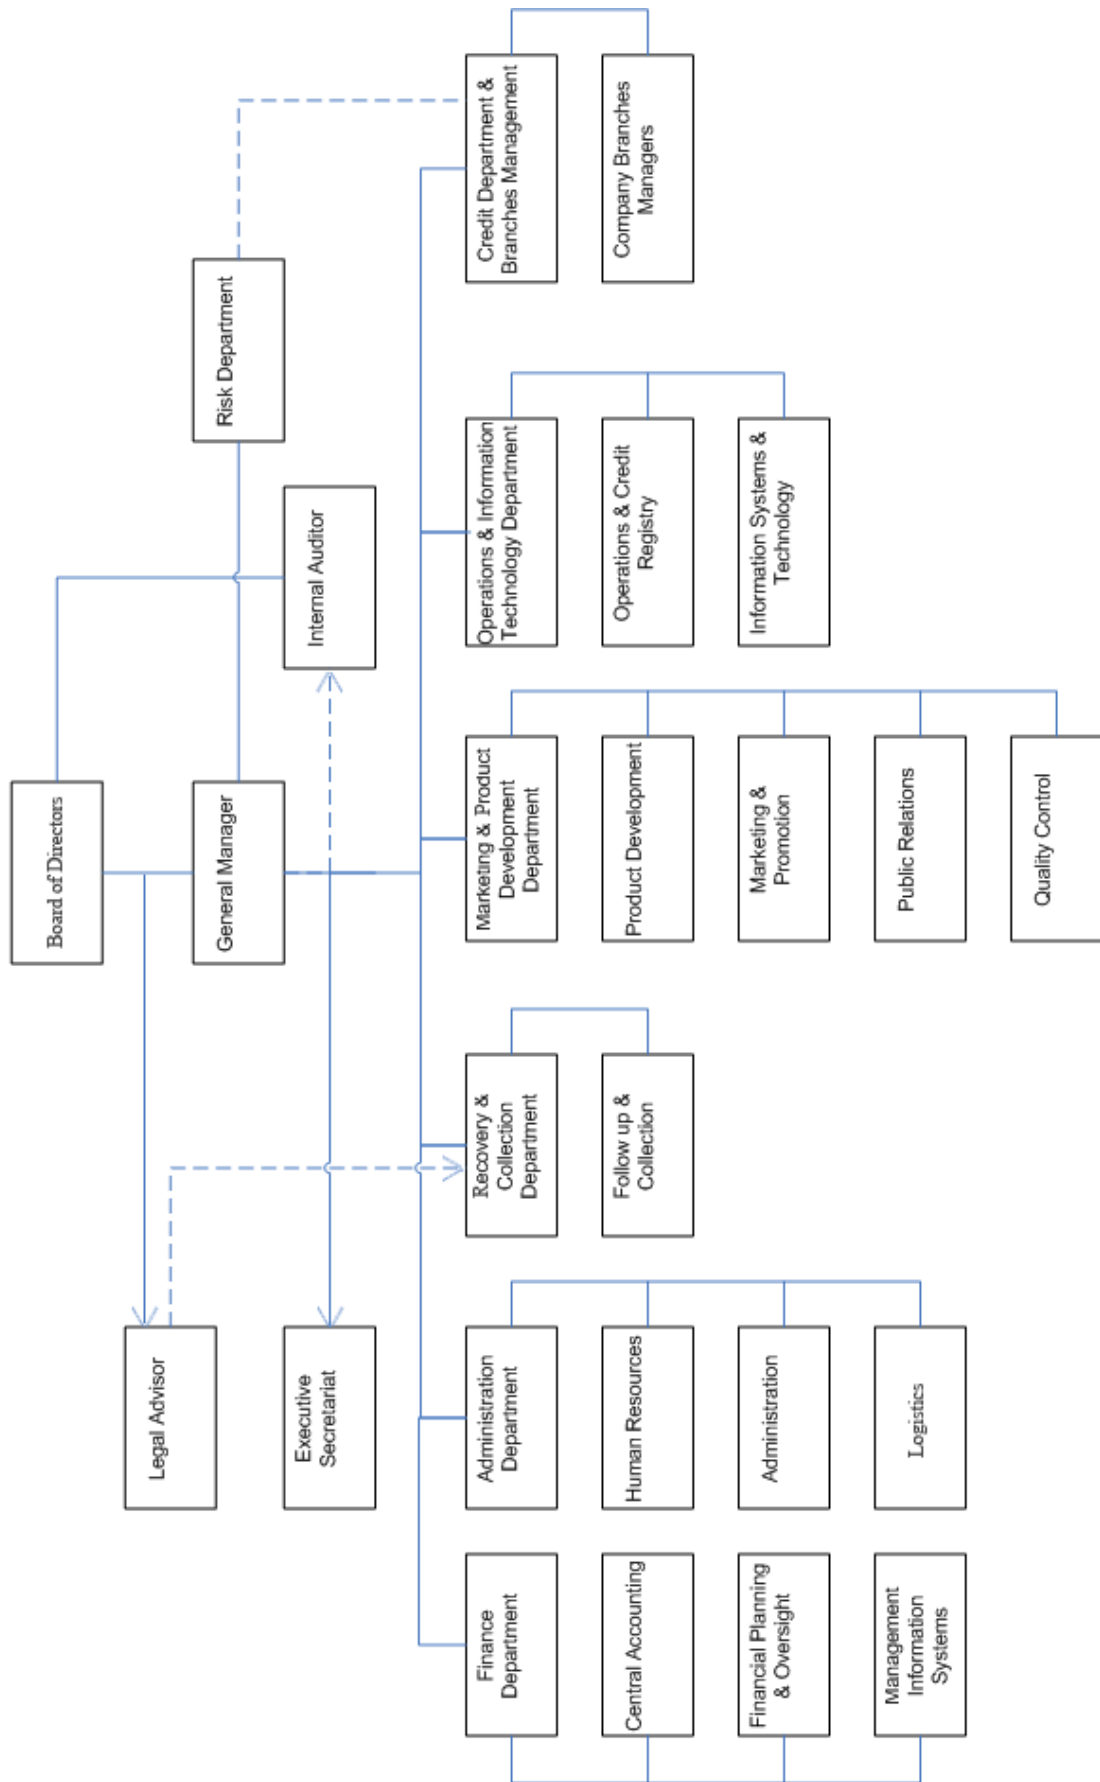 Board of Directors
Legal Advisor
General Manager
Risk Department
Executive
Secretariat
Internal Auditor
Finance
Department
Administration
Department
Recovery &
Collection
Department
Marketing & Product
Development
Department
Operations & Information
Technology Department
Credit Department &
Branches Management
Central Accounting
Human Resources
Follow up &
Collection
Product Development
Operations & Credit
Registry
Company Branches
Managers
Financial Planning
& Oversight
Administration
Marketing &
Promotion
Information Systems &
Technology
Management
Information
Systems
Logistics
Public Relations
Quality Control